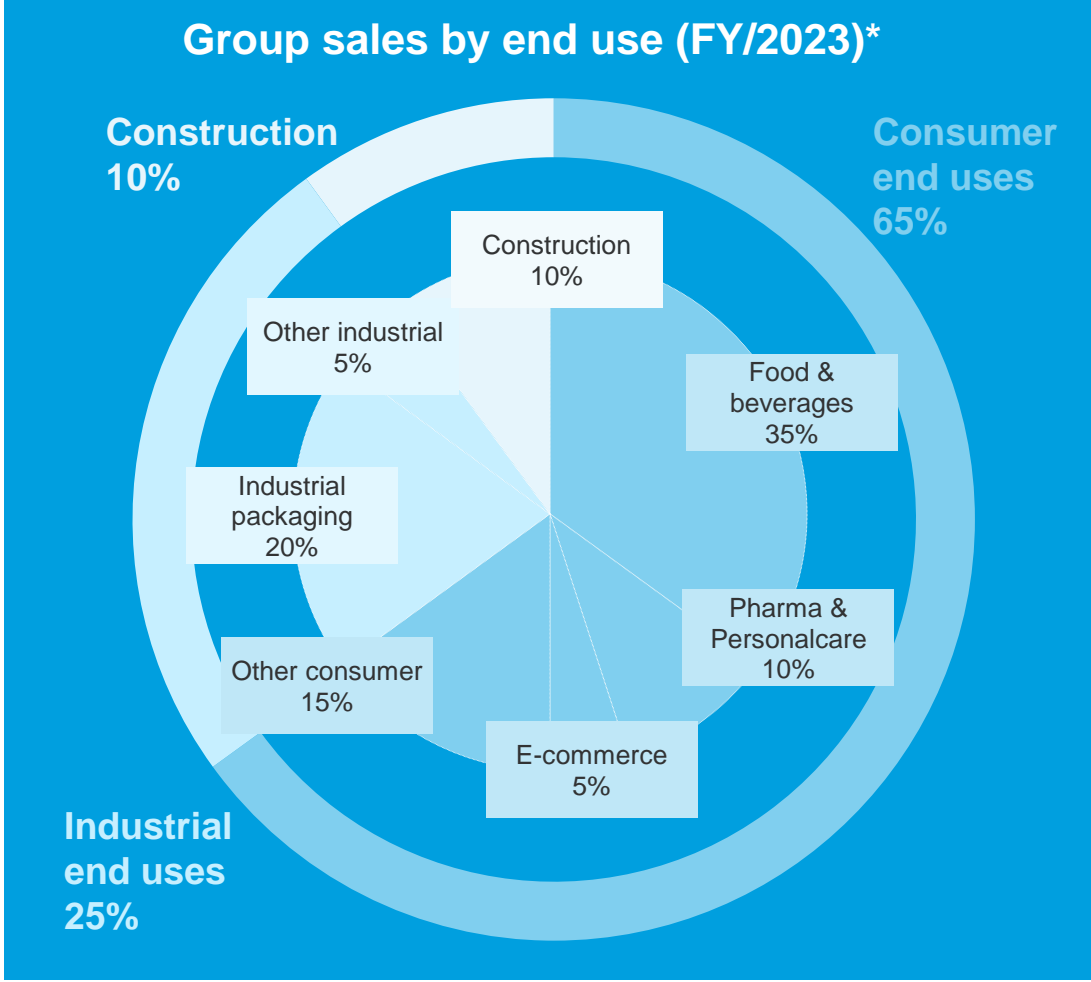 Group sales by end use (FY/2023)*
Construction
10%
Consumer
end uses
65%
Construction
10%
Other industrial
5%
Food &
beverages
35%
Industrial
packaging
20%
Pharma &
Personalcare
10%
Other consumer
15%
E-commerce
5%
Industrial
end uses
25%